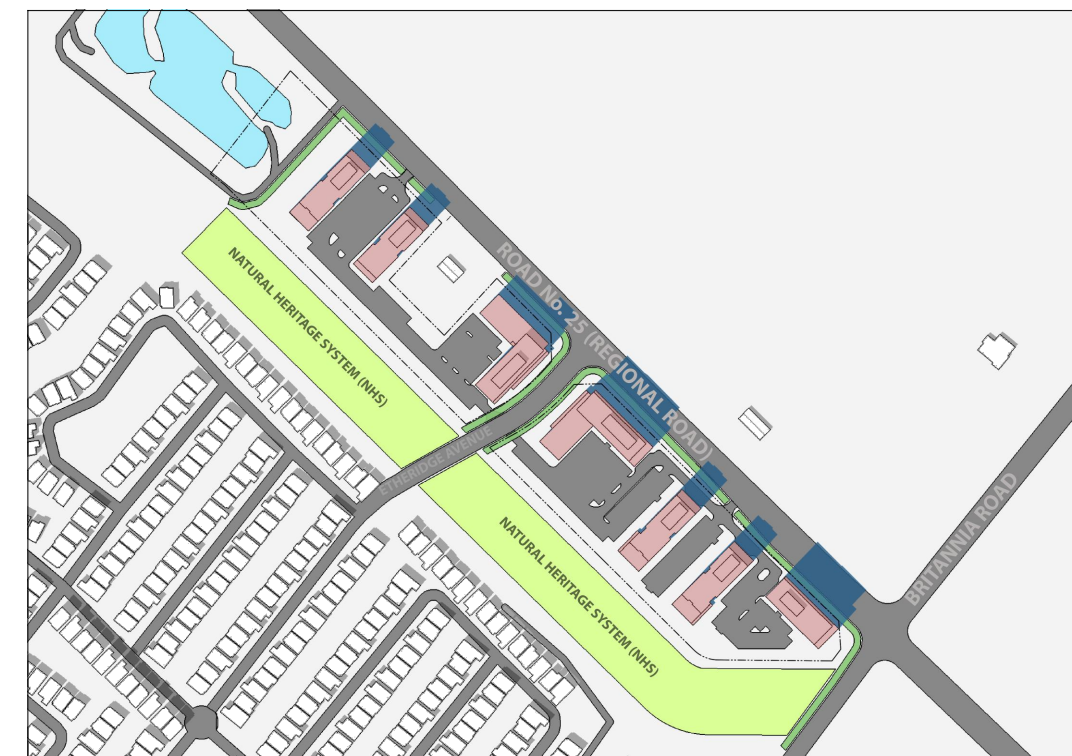 ROAD No. 25 (REGIONAL ROAD)
NATURAL HERITAGE SYSTEM (NHS)
ETHERIDGE AVENUE
BRITANNIA ROAD
NATURAL HERITAGE SYSTEM (NHS)